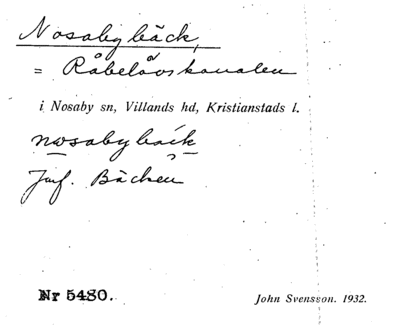 Nosabybäck,
= Råbelövskanalen
i Nosaby sn, Villands hd, Kristianstads l.
nosabybäck
Jmf. Bäcken
Nr 5480.
John Svensson. 1932.